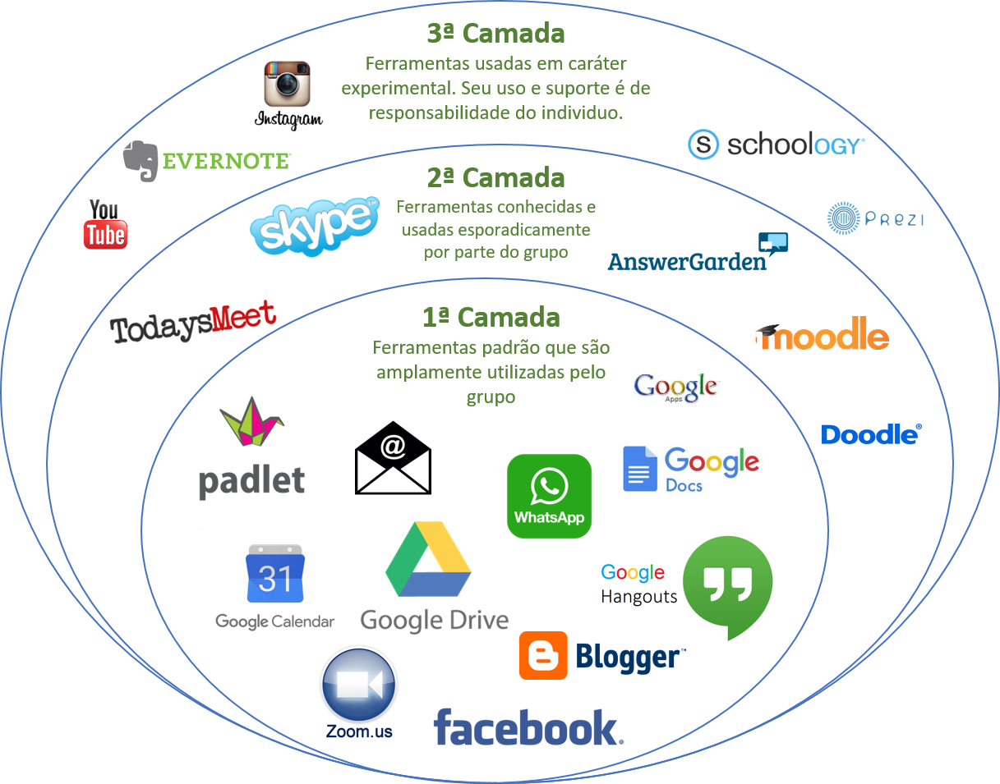 3ª Camada
Ferramentas usadas em caráter
experimental. Seu uso e suporte é de
responsabilidade do individuo.
Instagram
EVERNOTE®
S schoology®
You
Tube
2ª Camada
Ferramentas conhecidas e
usadas esporadicamente
por parte do grupo
skype™
Prezi
AnswerGarden
TodaysMeet
moodle
1ª Camada
Ferramentas padrão que são
amplamente utilizadas pelo
grupo
Google
Apps
Doodle®
padlet
@
WhatsApp
Google
Docs
31
Google Calendar
Google Drive
Google
Hangouts
B Blogger™
Zoom.us
facebook®